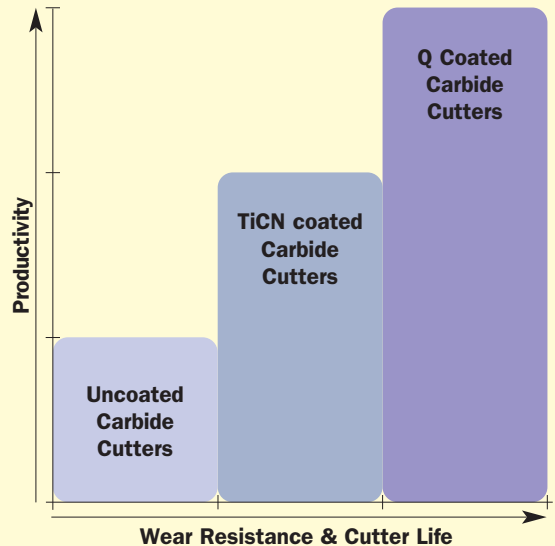 Q Coated
Carbide
Cutters
TiCN coated
Carbide
Cutters
Uncoated
Carbide
Cutters
Productivity
Wear Resistance & Cutter Life